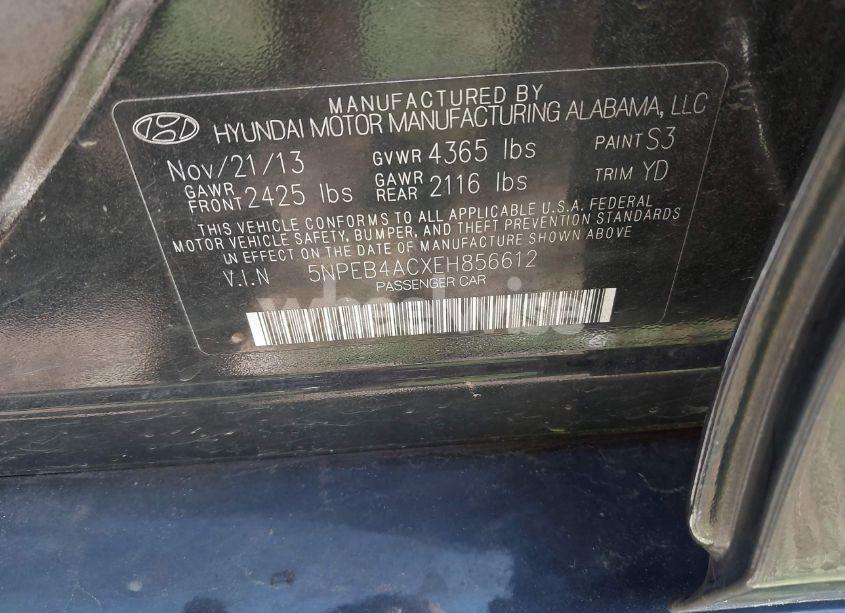 MANUFACTURED BY
HYUNDAI MOTOR MANUFACTURING ALABAMA, LLC
Nov/21/13 GVWR 4365 lbs PAINT S3
GAWR FRONT 2425 lbs GAWR REAR 2116 lbs TRIM YD
THIS VEHICLE CONFORMS TO ALL APPLICABLE U.S.A. FEDERAL
MOTOR VEHICLE SAFETY, BUMPER, AND THEFT PREVENTION STANDARDS
IN EFFECT ON THE DATE OF MANUFACTURE SHOWN ABOVE
V.I.N 5NPEB4ACXEH856612
PASSENGER CAR